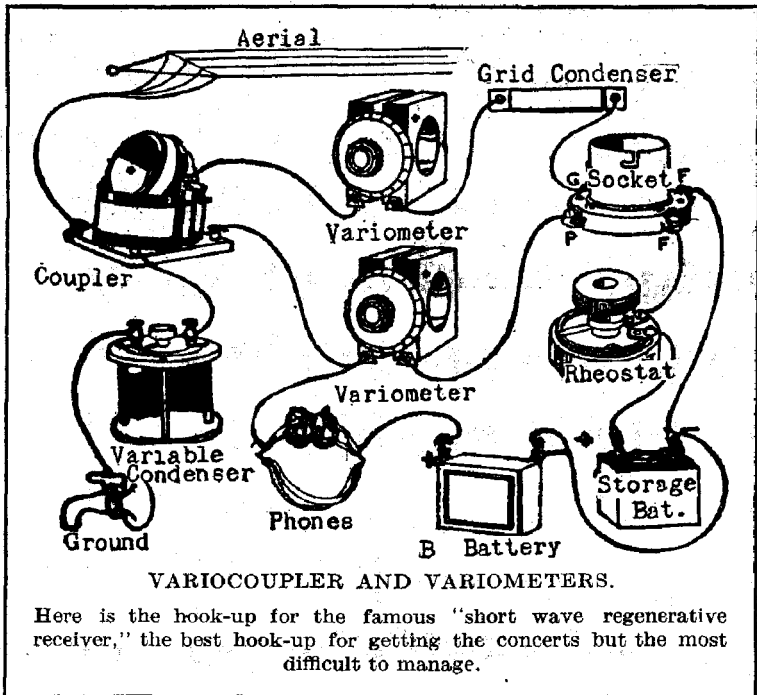 Aerial
Grid Condenser
G Socket F
P F
Variometer
Coupler
Rheostat
Variometer
Variable
Condenser
Storage
Bat.
+ +
Phones
Ground
B Battery
VARIOCOUPLER AND VARIOMETERS.
Here is the hook-up for the famous "short wave regenerative
receiver," the best hook-up for getting the concerts but the most
difficult to manage.